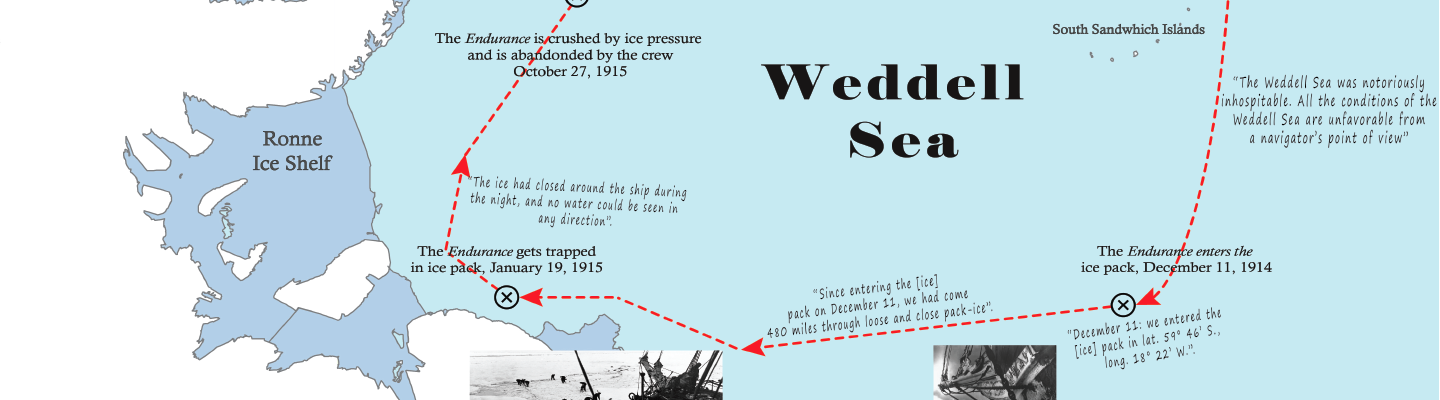 South Sandwich Islands
The Endurance is crushed by ice pressure
and is abandonded by the crew
October 27, 1915
Weddell
Sea
"The Weddell Sea was notoriously
inhospitable. All the conditions of the
Weddell Sea are unfavorable from
a navigator's point of view"
Ronne
Ice Shelf
"The ice had closed around the ship during
the night, and no water could be seen in
any direction".
The Endurance gets trapped
in ice pack, January 19, 1915
The Endurance enters the
ice pack, December 11, 1914
"Since entering the [ice]
pack on December 11, we had come
480 miles through loose and close pack-ice".
"December 11: we entered the
[ice] pack in lat. 59° 46' S.,
long. 18° 22' W.".